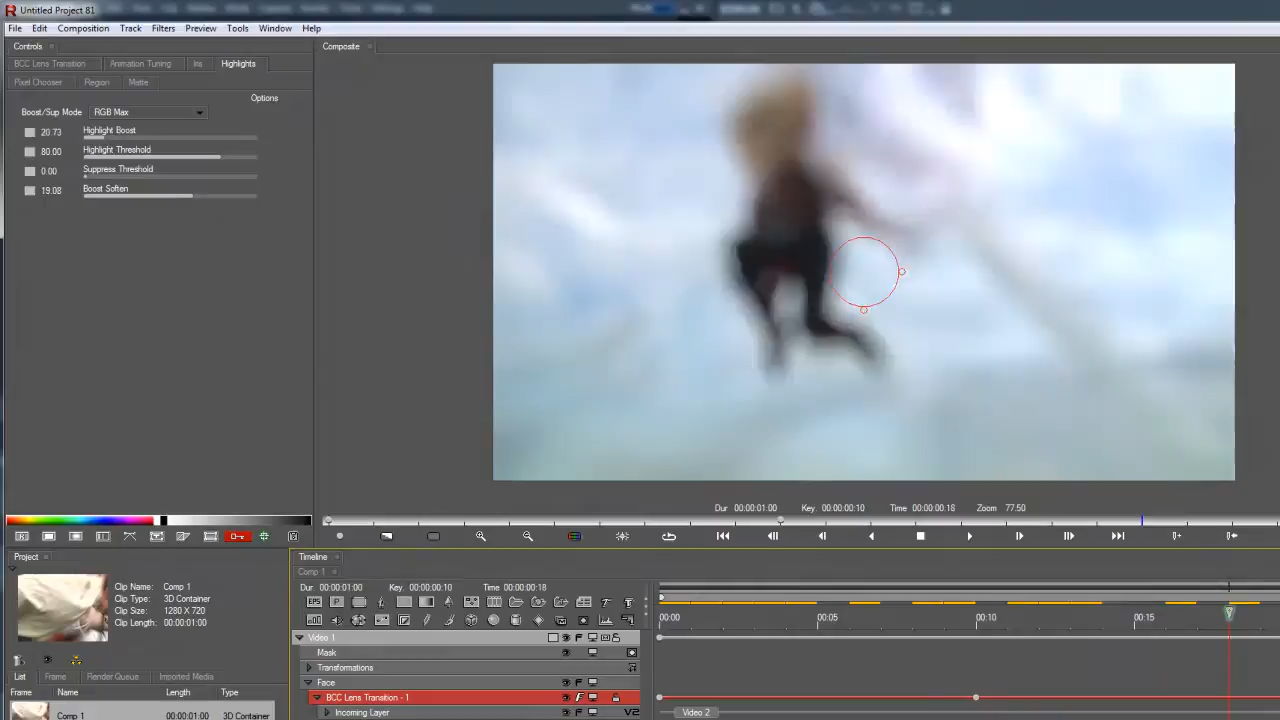 Untitled Project 81
File Edit Composition Track Filters Preview Tools Window Help
Controls
Composite
BCC Lens Transition Animation Tuning Iris Highlights
Pixel Chooser Region Matte
Options
Boost/Sup Mode RGB Max
20.73 Highlight Boost
80.00 Highlight Threshold
0.00 Suppress Threshold
19.08 Boost Soften
Dur 00:00:01:00 Key. 00:00:00:10 Time 00:00:00:18 Zoom 77.50
Project
Timeline
Comp 1
Clip Name: Comp 1
Clip Type: 3D Container
Clip Size: 1280 X 720
Clip Length: 00:00:01:00
Dur 00:00:01:00 Key. 00:00:00:10 Time 00:00:00:18
EPS
00:00 00:05 00:10 00:15
Video 1
Mask
Transformations
Face
BCC Lens Transition - 1
Incoming Layer V2
Video 2
List Frame Render Queue Imported Media
Frame Name Length Type
Comp 1 00:00:01:00 3D Container